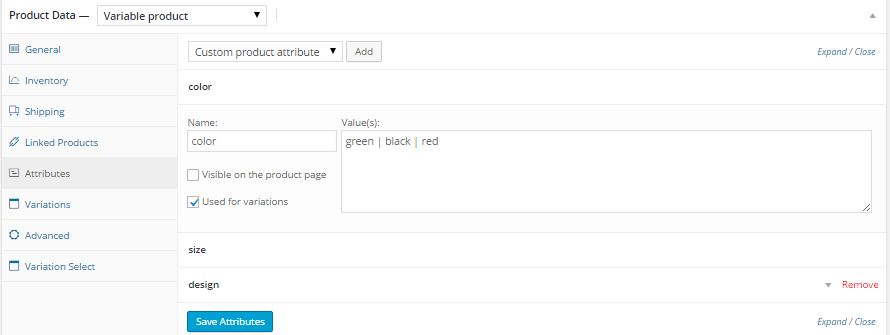 Product Data — Variable product
General
Inventory
Shipping
Linked Products
Attributes
Variations
Advanced
Variation Select
Custom product attribute Add Expand / Close
color
Name: Value(s):
color green | black | red
Visible on the product page
Used for variations
size
design Remove
Save Attributes Expand / Close